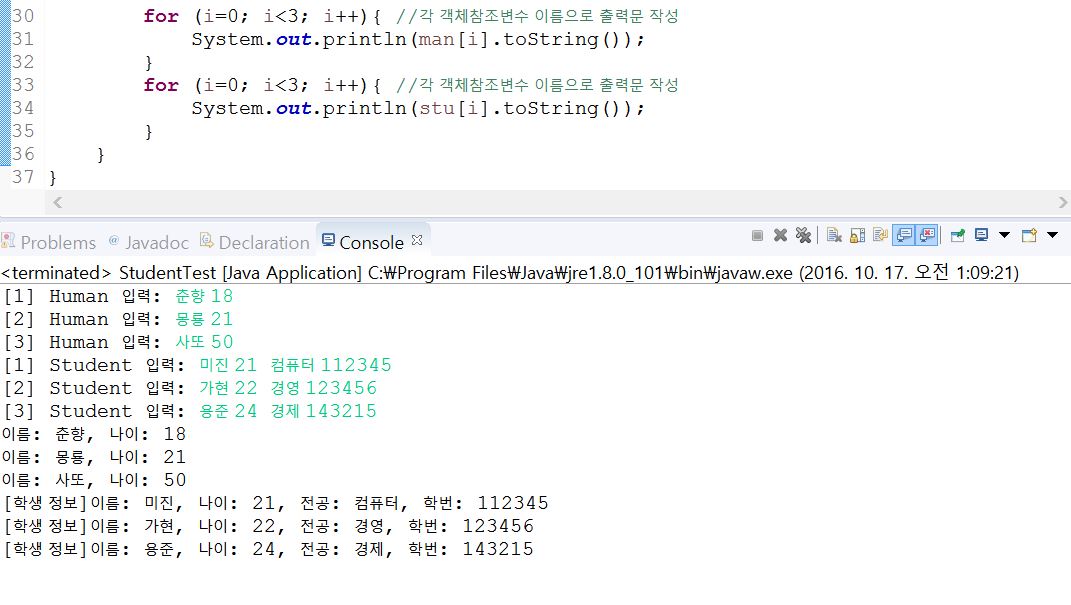 30 for (i=0; i<3; i++){ //각 객체참조변수 이름으로 출력문 작성
31 System.out.println(man[i].toString());
32 }
33 for (i=0; i<3; i++){ //각 객체참조변수 이름으로 출력문 작성
34 System.out.println(stu[i].toString());
35 }
36 }
37 }
Problems @ Javadoc Declaration Console
<terminated> StudentTest [Java Application] C:₩Program Files₩Java₩jre1.8.0_101₩bin₩javaw.exe (2016. 10. 17. 오전 1:09:21)
[1] Human 입력: 춘향 18
[2] Human 입력: 몽룡 21
[3] Human 입력: 사또 50
[1] Student 입력: 미진 21 컴퓨터 112345
[2] Student 입력: 가현 22 경영 123456
[3] Student 입력: 용준 24 경제 143215
이름: 춘향, 나이: 18
이름: 몽룡, 나이: 21
이름: 사또, 나이: 50
[학생 정보]이름: 미진, 나이: 21, 전공: 컴퓨터, 학번: 112345
[학생 정보]이름: 가현, 나이: 22, 전공: 경영, 학번: 123456
[학생 정보]이름: 용준, 나이: 24, 전공: 경제, 학번: 143215